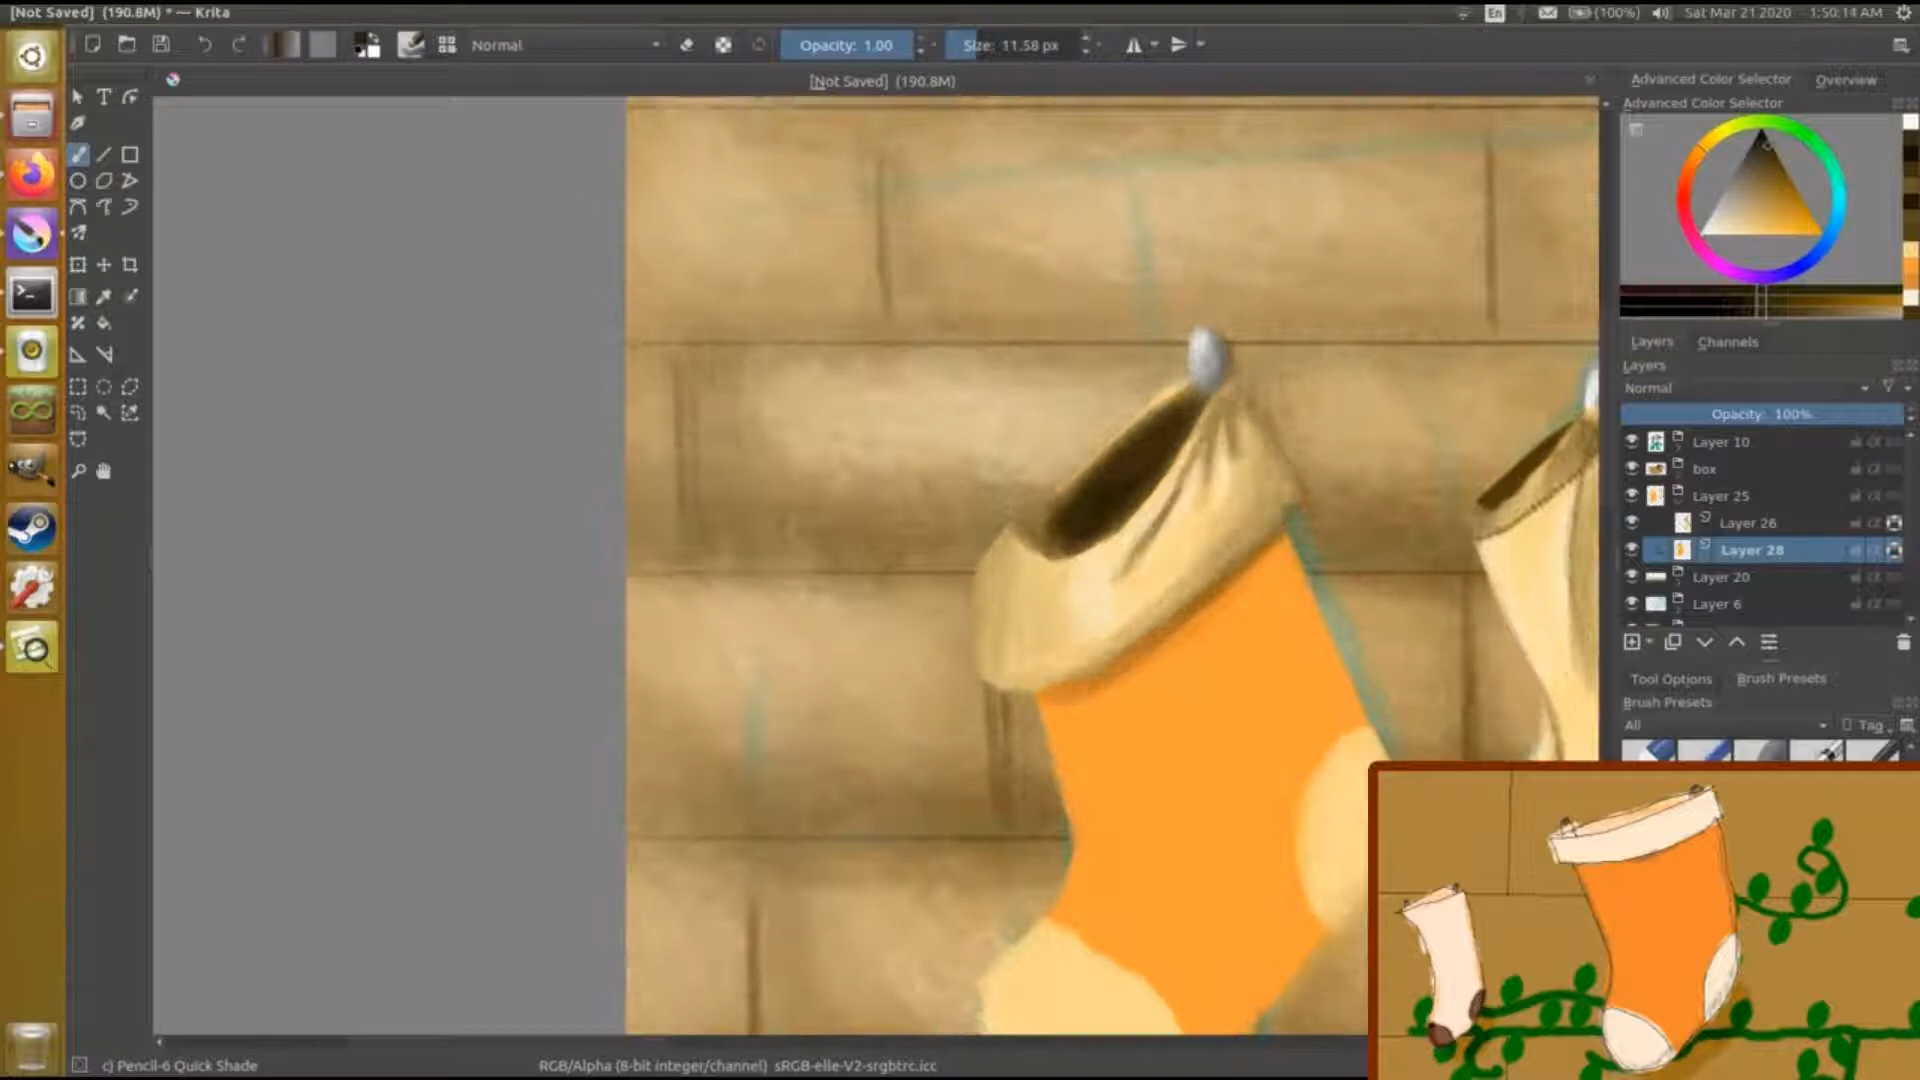 [Not Saved] (190.8M) * — Krita
En
(100%)
Sat Mar 21 2020
1:50:14 AM
Normal
Opacity: 1.00
Size: 11.58 px
[Not Saved] (190.8M)
Advanced Color Selector
Overview
Advanced Color Selector
Layers
Channels
Layers
Normal
Opacity: 100%
Layer 10
box
Layer 25
Layer 26
Layer 28
Layer 20
Layer 6
Tool Options
Brush Presets
Brush Presets
All
Tag
c) Pencil-6 Quick Shade
RGB/Alpha (8-bit integer/channel) sRGB-elle-V2-srgbtrc.icc